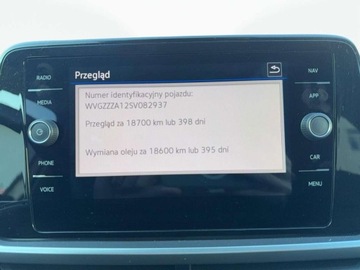 Przegląd
RADIO
NAV
Numer identyfikacyjny pojazdu:
WVGZZZA12SV082937
MEDIA
APP
Przegląd za 18700 km lub 398 dni
Wymiana oleju za 18600 km lub 395 dni
PHONE
CAR
VOICE
MENU